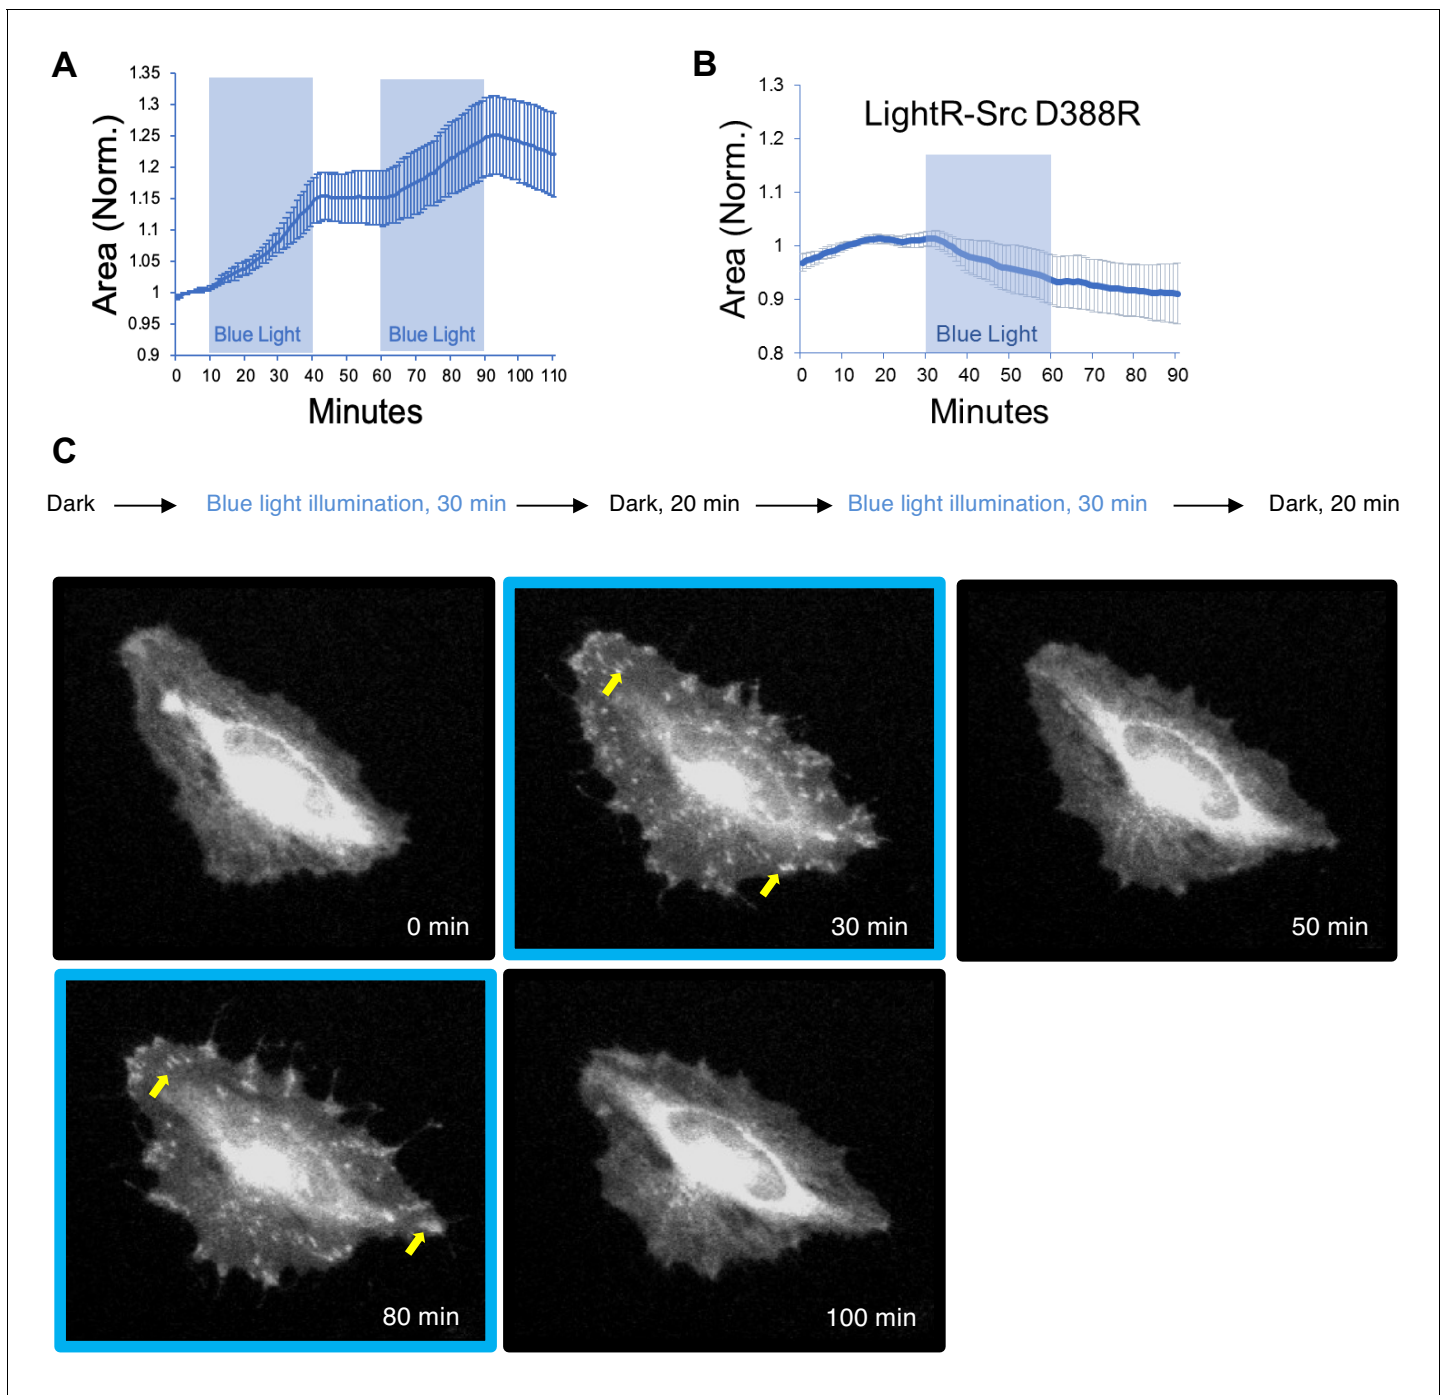 A
1.35
1.3
1.25
1.2
1.15
1.1
1.05
1
0.95
0.9
Area (Norm.)
Blue Light
Blue Light
0 10 20 30 40 50 60 70 80 90 100 110
Minutes
B
1.3
1.2
1.1
1
0.9
0.8
Area (Norm.)
LightR-Src D388R
Blue Light
0 10 20 30 40 50 60 70 80 90
Minutes
C
Dark Blue light illumination, 30 min Dark, 20 min Blue light illumination, 30 min Dark, 20 min
0 min
30 min
50 min
80 min
100 min